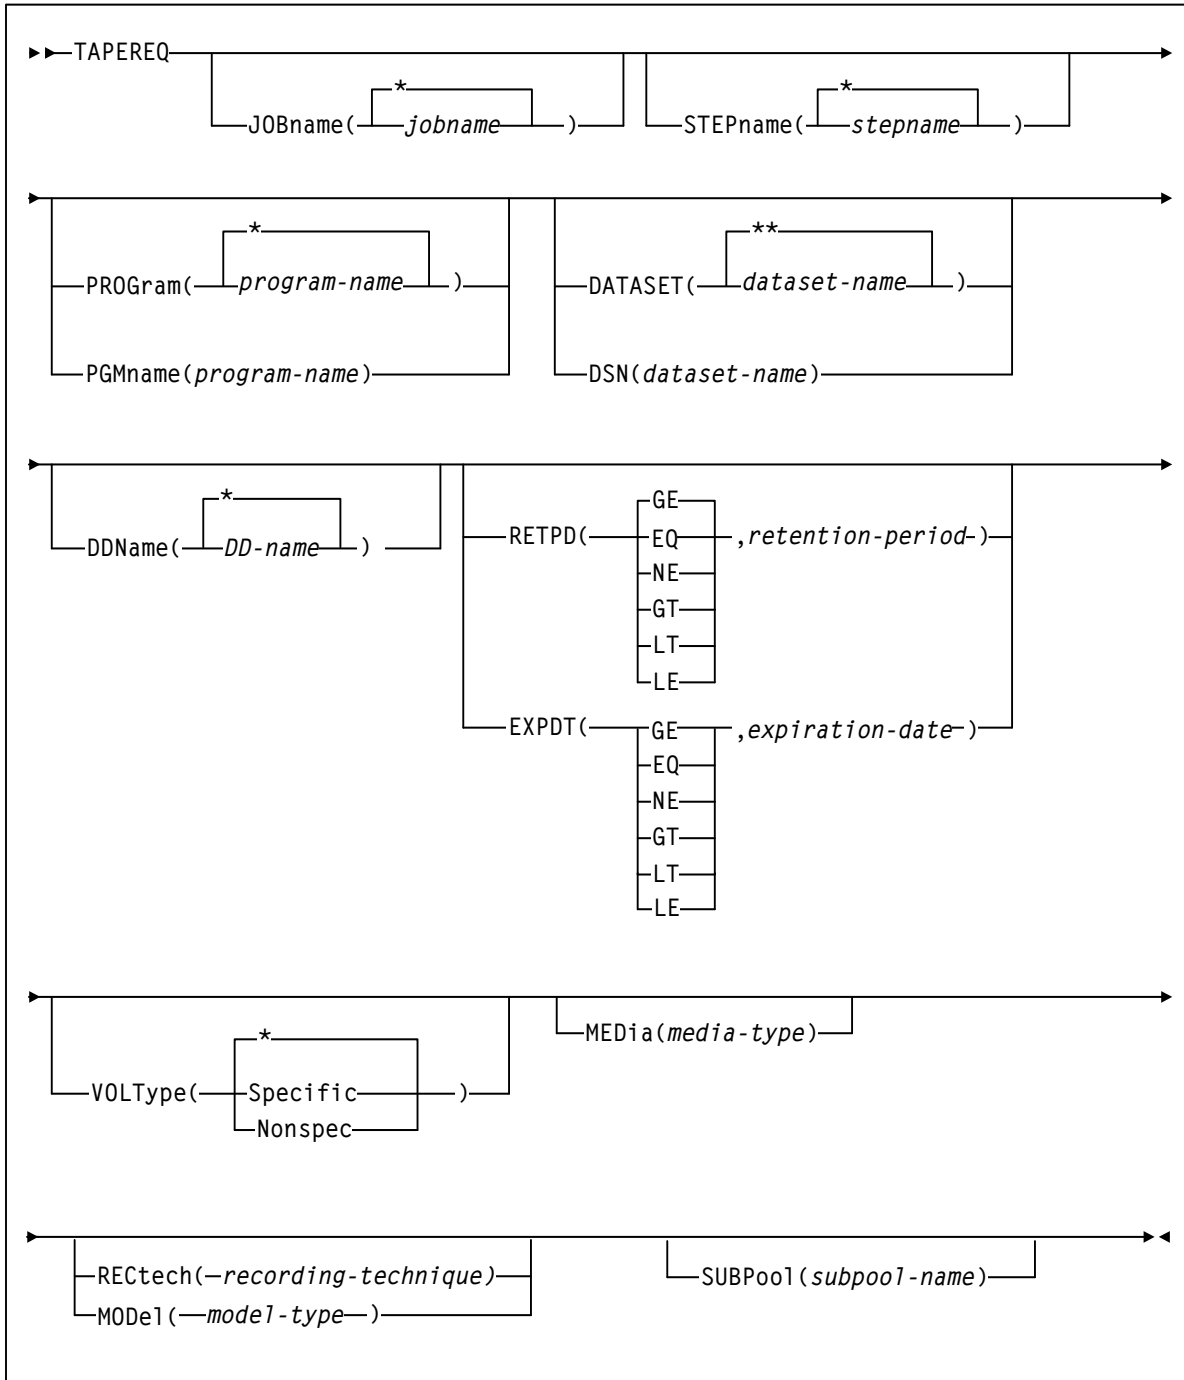 TAPEREQ
*
*
JOBname( jobname )
STEPname( stepname )
*
**
PROGram( program-name )
DATASET( dataset-name )
PGMname(program-name)
DSN(dataset-name)
*
DDName( DD-name )
GE
RETPD( EQ ,retention-period )
NE
GT
LT
LE
EXPDT( GE ,expiration-date )
EQ
NE
GT
LT
LE
*
MEDia(media-type)
VOLType( Specific )
Nonspec
RECtech( recording-technique)
SUBPool(subpool-name)
MODel( model-type )